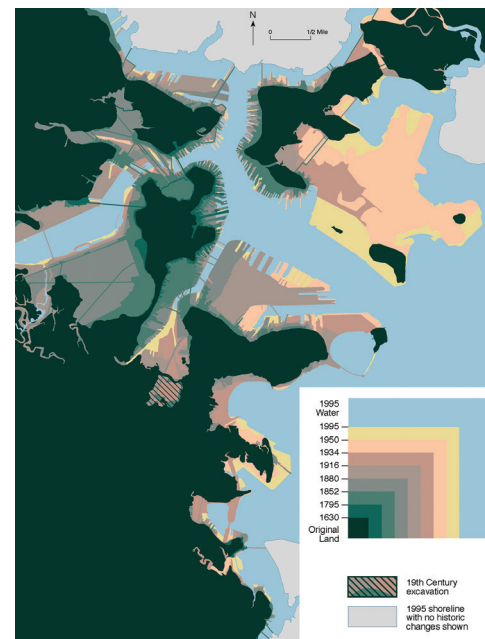 N
0 1/2 Mile
1995
Water
1995
1950
1934
1916
1880
1852
1795
1630
Original
Land
19th Century
excavation
1995 shoreline
with no historic
changes shown